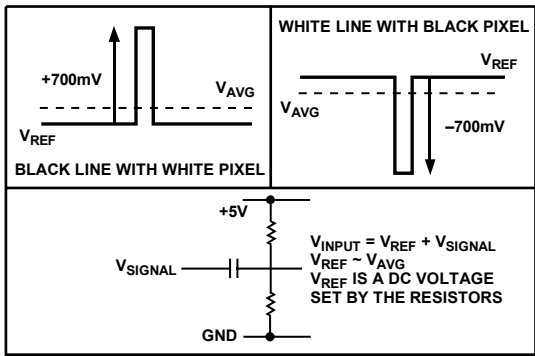 +700mV
VAVG
VREF
BLACK LINE WITH WHITE PIXEL
WHITE LINE WITH BLACK PIXEL
VREF
VAVG
–700mV
+5V
VSIGNAL
VINPUT = VREF + VSIGNAL
VREF ~ VAVG
VREF IS A DC VOLTAGE
SET BY THE RESISTORS
GND